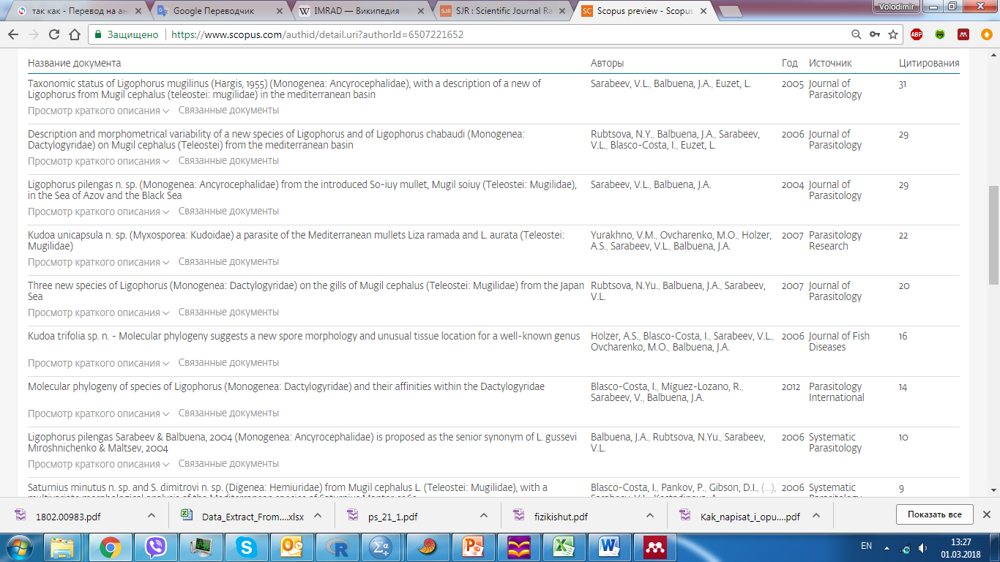 так как - Перевод на ан
Google Переводчик
IMRAD — Википедия
SJR : Scientific Journal Ra
Scopus preview - Scopus
Volodimir
Защищено
https://www.scopus.com/authid/detail.uri?authorId=6507221652
Название документа Авторы Год Источник Цитирования
Taxonomic status of Ligophorus mugilinus (Hargis, 1955) (Monogenea: Ancyrocephalidae), with a description of a new of Sarabeev, V.L., Balbuena, J.A., Euzet, L. 2005 Journal of 31
Ligophorus from Mugil cephalus (teleostei: mugilidae) in the mediterranean basin Parasitology
Просмотр краткого описания Связанные документы
Description and morphometrical variability of a new species of Ligophorus and of Ligophorus chabaudi (Monogenea: Rubtsova, N.Y., Balbuena, J.A., Sarabeev, 2006 Journal of 29
Dactylogyridae) on Mugil cephalus (Teleostei) from the mediterranean basin V.L., Blasco-Costa, I., Euzet, L. Parasitology
Просмотр краткого описания Связанные документы
Ligophorus pilengas n. sp. (Monogenea: Ancyrocephalidae) from the introduced So-iuy mullet, Mugil soiuy (Teleostei: Mugilidae), Sarabeev, V.L., Balbuena, J.A. 2004 Journal of 29
in the Sea of Azov and the Black Sea Parasitology
Просмотр краткого описания Связанные документы
Kudoa unicapsula n. sp. (Myxosporea: Kudoidae) a parasite of the Mediterranean mullets Liza ramada and L. aurata (Teleostei: Yurakhno, V.M., Ovcharenko, M.O., Holzer, 2007 Parasitology 22
Mugilidae) A.S., Sarabeev, V.L., Balbuena, J.A. Research
Просмотр краткого описания Связанные документы
Three new species of Ligophorus (Monogenea: Dactylogyridae) on the gills of Mugil cephalus (Teleostei: Mugilidae) from the Japan Rubtsova, N.Yu., Balbuena, J.A., Sarabeev, 2007 Journal of 20
Sea V.L. Parasitology
Просмотр краткого описания Связанные документы
Kudoa trifolia sp. n. - Molecular phylogeny suggests a new spore morphology and unusual tissue location for a well-known genus Holzer, A.S., Blasco-Costa, I., Sarabeev, V.L., 2006 Journal of Fish 16
Ovcharenko, M.O., Balbuena, J.A. Diseases
Просмотр краткого описания Связанные документы
Molecular phylogeny of species of Ligophorus (Monogenea: Dactylogyridae) and their affinities within the Dactylogyridae Blasco-Costa, I., Míguez-Lozano, R., 2012 Parasitology 14
Sarabeev, V., Balbuena, J.A. International
Просмотр краткого описания Связанные документы
Ligophorus pilengas Sarabeev & Balbuena, 2004 (Monogenea: Ancyrocephalidae) is proposed as the senior synonym of L. gussevi Balbuena, J.A., Rubtsova, N.Yu., Sarabeev, 2006 Systematic 10
Miroshnichenko & Maltsev, 2004 V.L. Parasitology
Просмотр краткого описания Связанные документы
Saturnius minutus n. sp. and S. dimitrovi n. sp. (Digenea: Hemiuridae) from Mugil cephalus L. (Teleostei: Mugilidae), with a Blasco-Costa, I., Pankov, P., Gibson, D.I., (...), 2006 Systematic 9
1802.00983.pdf
Data_Extract_From....xlsx
ps_21_1.pdf
fizikishut.pdf
Kak_napisat_i_opu....pdf
Показать все
EN
13:27
01.03.2018